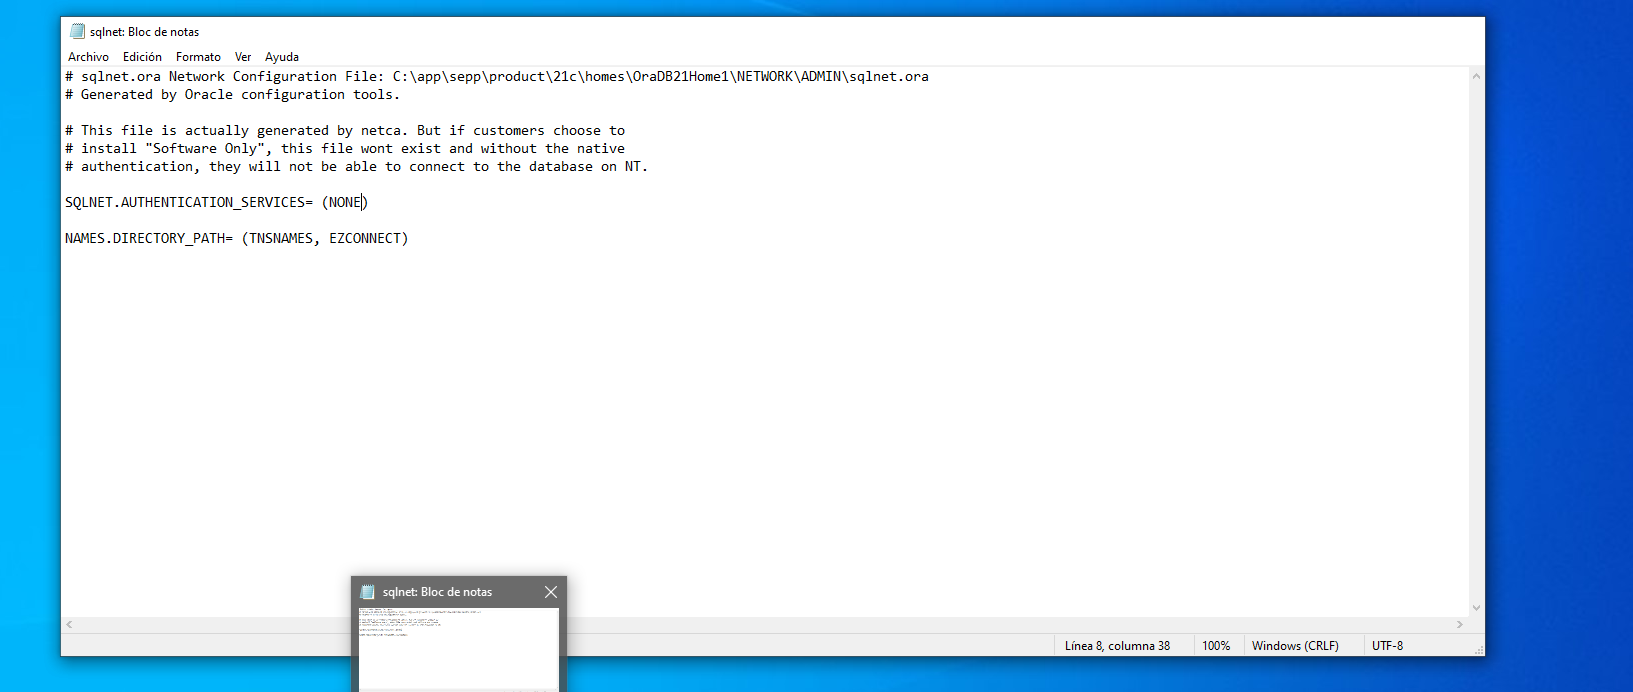 sqlnet: Bloc de notas
Archivo Edición Formato Ver Ayuda
# sqlnet.ora Network Configuration File: C:\app\sepp\product\21c\homes\OraDB21Home1\NETWORK\ADMIN\sqlnet.ora
# Generated by Oracle configuration tools.
# This file is actually generated by netca. But if customers choose to
# install "Software Only", this file wont exist and without the native
# authentication, they will not be able to connect to the database on NT.
SQLNET.AUTHENTICATION_SERVICES= (NONE)
NAMES.DIRECTORY_PATH= (TNSNAMES, EZCONNECT)
sqlnet: Bloc de notas
Línea 8, columna 38 100% Windows (CRLF) UTF-8